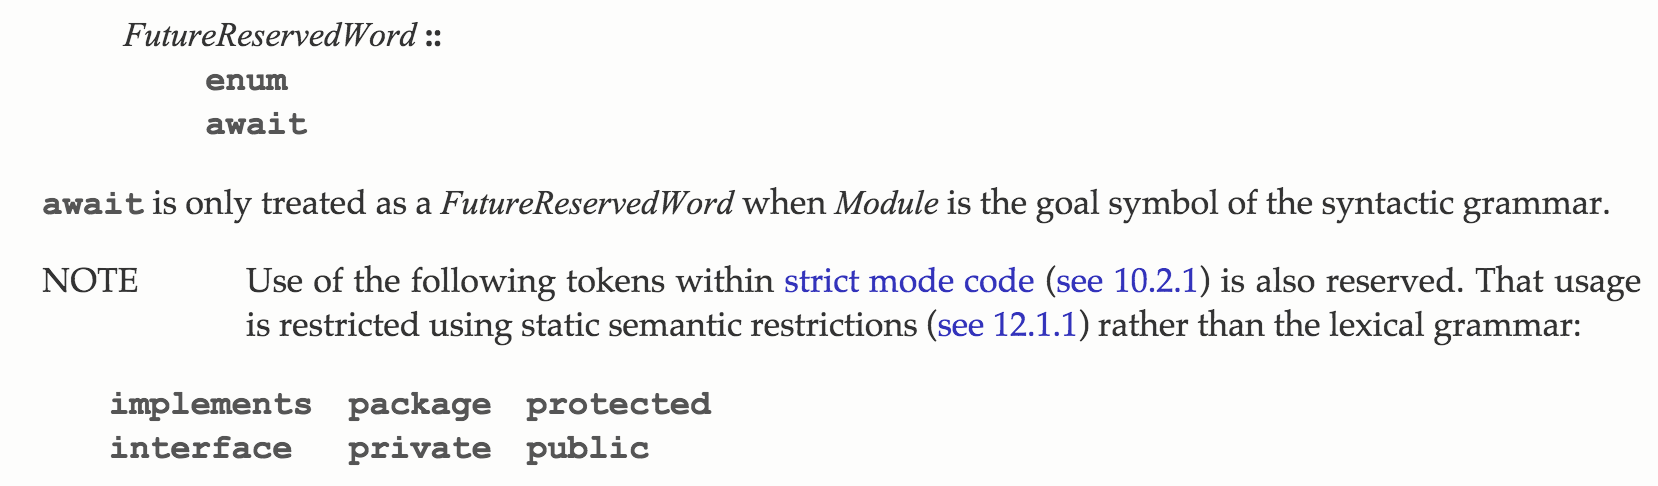 FutureReservedWord ::
enum
await
await is only treated as a FutureReservedWord when Module is the goal symbol of the syntactic grammar.
NOTE Use of the following tokens within strict mode code (see 10.2.1) is also reserved. That usage
is restricted using static semantic restrictions (see 12.1.1) rather than the lexical grammar:
implements package protected
interface private public